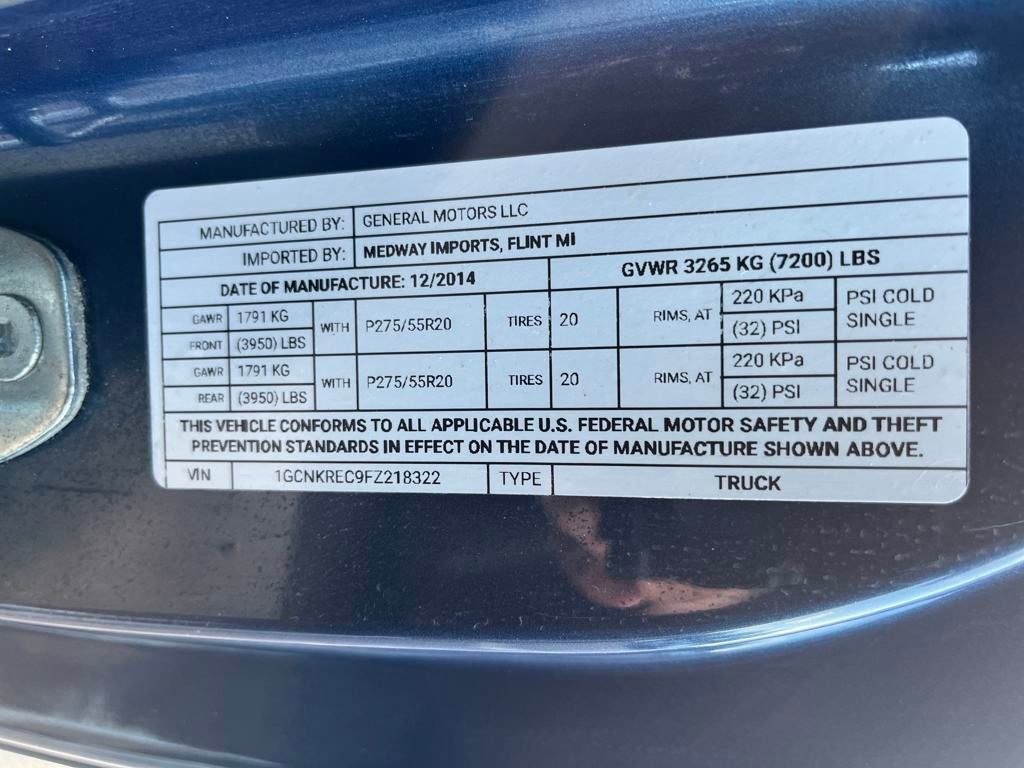 MANUFACTURED BY: GENERAL MOTORS LLC
IMPORTED BY: MEDWAY IMPORTS, FLINT MI
DATE OF MANUFACTURE: 12/2014 GVWR 3265 KG (7200) LBS
GAWR 1791 KG WITH P275/55R20 TIRES 20 RIMS, AT 220 KPa PSI COLD
FRONT (3950) LBS (32) PSI SINGLE
GAWR 1791 KG WITH P275/55R20 TIRES 20 RIMS, AT 220 KPa PSI COLD
REAR (3950) LBS (32) PSI SINGLE
THIS VEHICLE CONFORMS TO ALL APPLICABLE U.S. FEDERAL MOTOR SAFETY AND THEFT
PREVENTION STANDARDS IN EFFECT ON THE DATE OF MANUFACTURE SHOWN ABOVE.
VIN 1GCNKREC9FZ218322 TYPE TRUCK